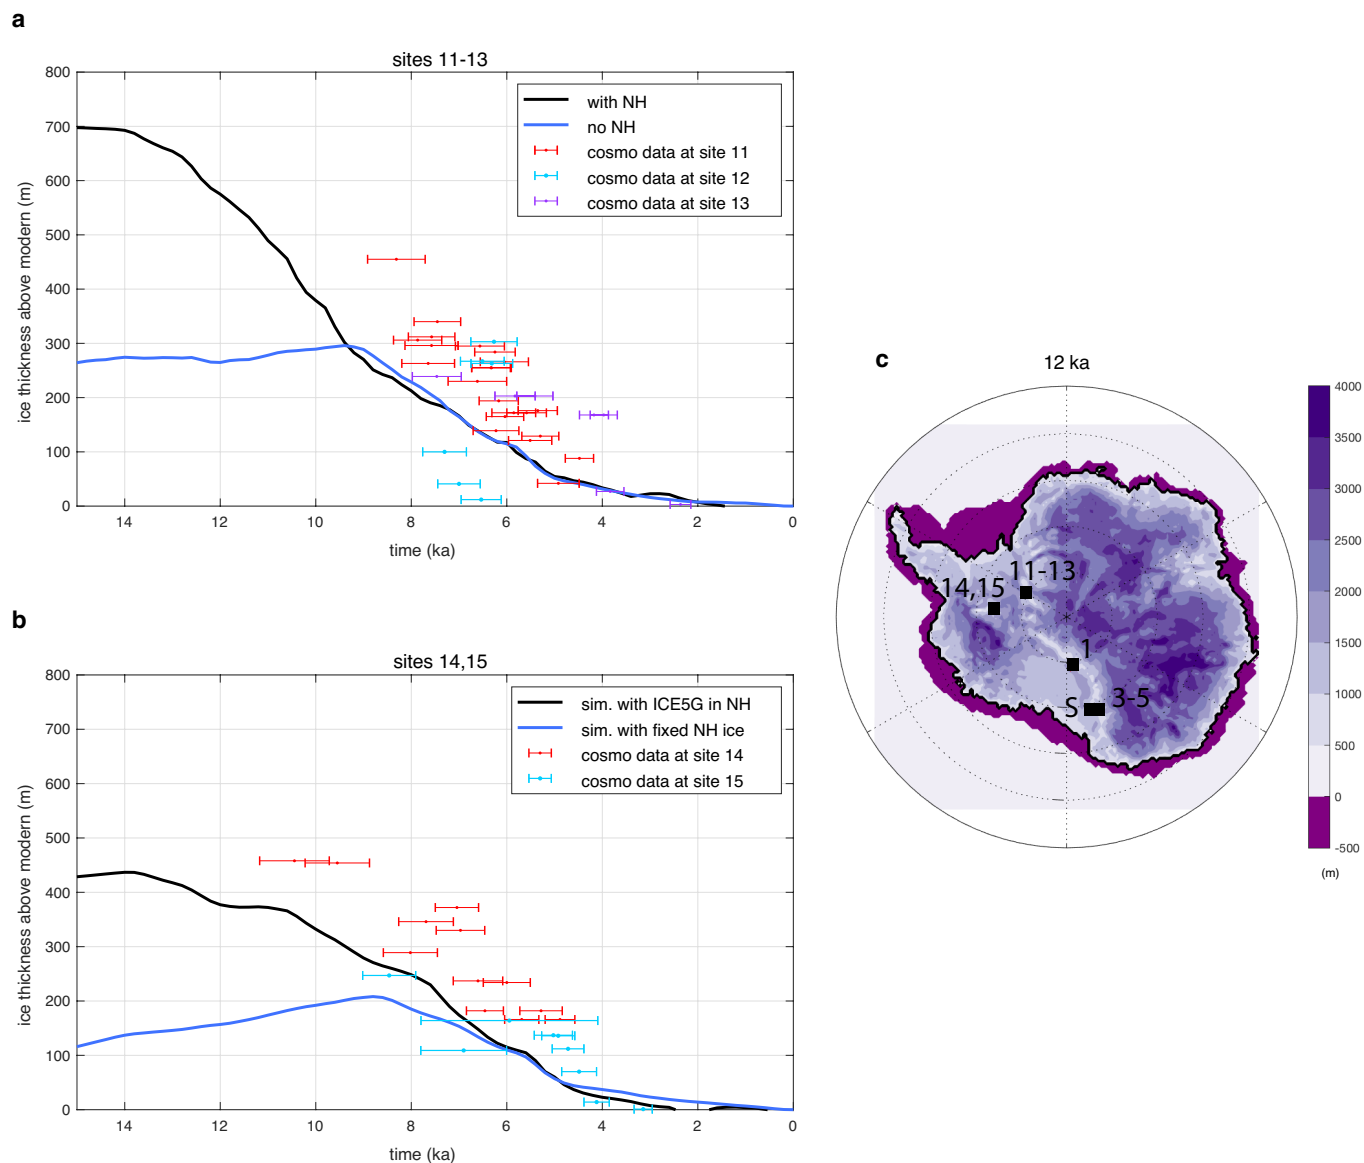 a
sites 11-13
800
700
600
500
400
300
200
100
0
ice thickness above modern (m)
with NH
no NH
cosmo data at site 11
cosmo data at site 12
cosmo data at site 13
14 12 10 8 6 4 2 0
time (ka)
b
sites 14,15
800
700
600
500
400
300
200
100
0
ice thickness above modern (m)
sim. with ICE5G in NH
sim. with fixed NH ice
cosmo data at site 14
cosmo data at site 15
14 12 10 8 6 4 2 0
time (ka)
c
12 ka
11-13
14,15
1
S 3-5
4000
3500
3000
2500
2000
1500
1000
500
0
-500
(m)